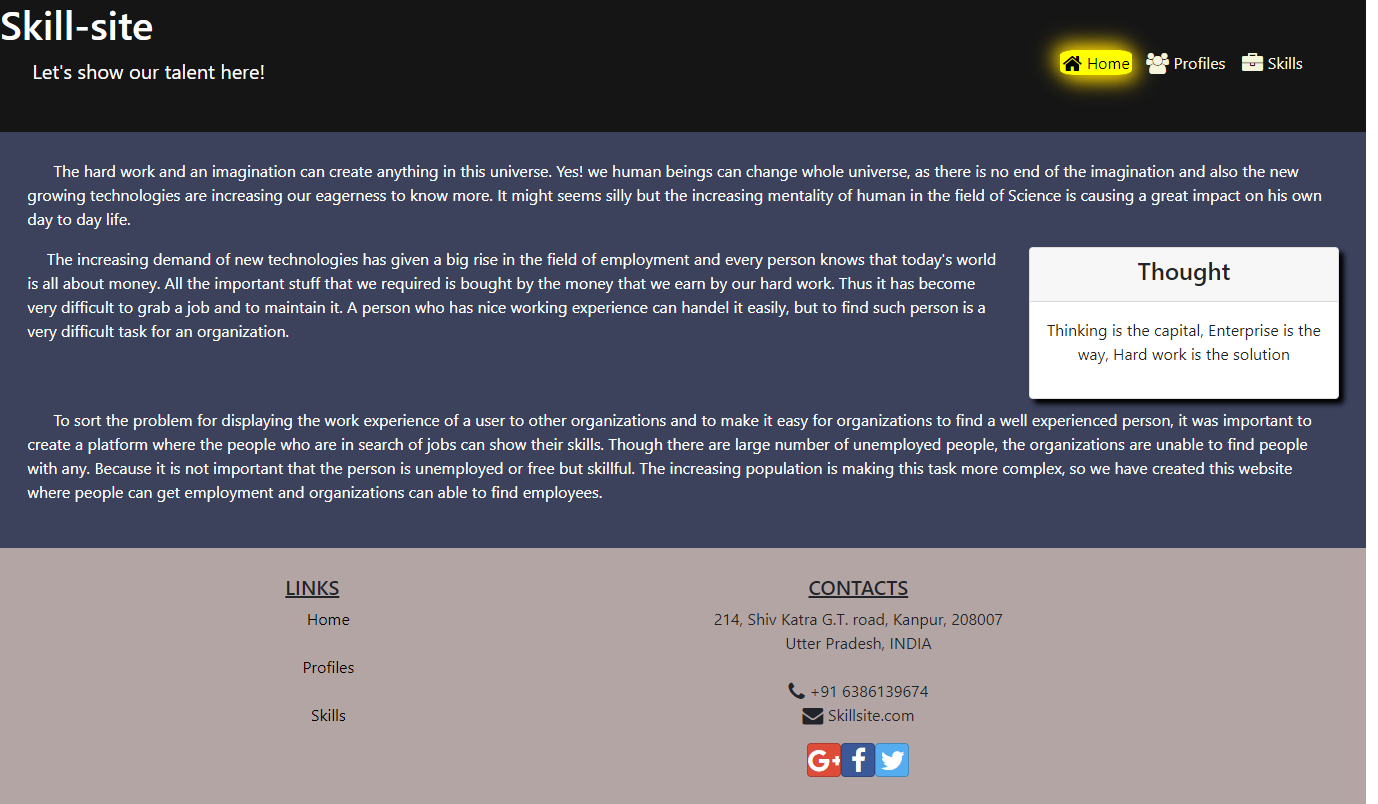 Skill-site
Let's show our talent here!
Home Profiles Skills
The hard work and an imagination can create anything in this universe. Yes! we human beings can change whole universe, as there is no end of the imagination and also the new
growing technologies are increasing our eagerness to know more. It might seems silly but the increasing mentality of human in the field of Science is causing a great impact on his own
day to day life.
The increasing demand of new technologies has given a big rise in the field of employment and every person knows that today's world
is all about money. All the important stuff that we required is bought by the money that we earn by our hard work. Thus it has become
very difficult to grab a job and to maintain it. A person who has nice working experience can handel it easily, but to find such person is a
very difficult task for an organization.
Thought
Thinking is the capital, Enterprise is the
way, Hard work is the solution
To sort the problem for displaying the work experience of a user to other organizations and to make it easy for organizations to find a well experienced person, it was important to
create a platform where the people who are in search of jobs can show their skills. Though there are large number of unemployed people, the organizations are unable to find people
with any. Because it is not important that the person is unemployed or free but skillful. The increasing population is making this task more complex, so we have created this website
where people can get employment and organizations can able to find employees.
LINKS
Home
Profiles
Skills
CONTACTS
214, Shiv Katra G.T. road, Kanpur, 208007
Utter Pradesh, INDIA
+91 6386139674
Skillsite.com
G+ f